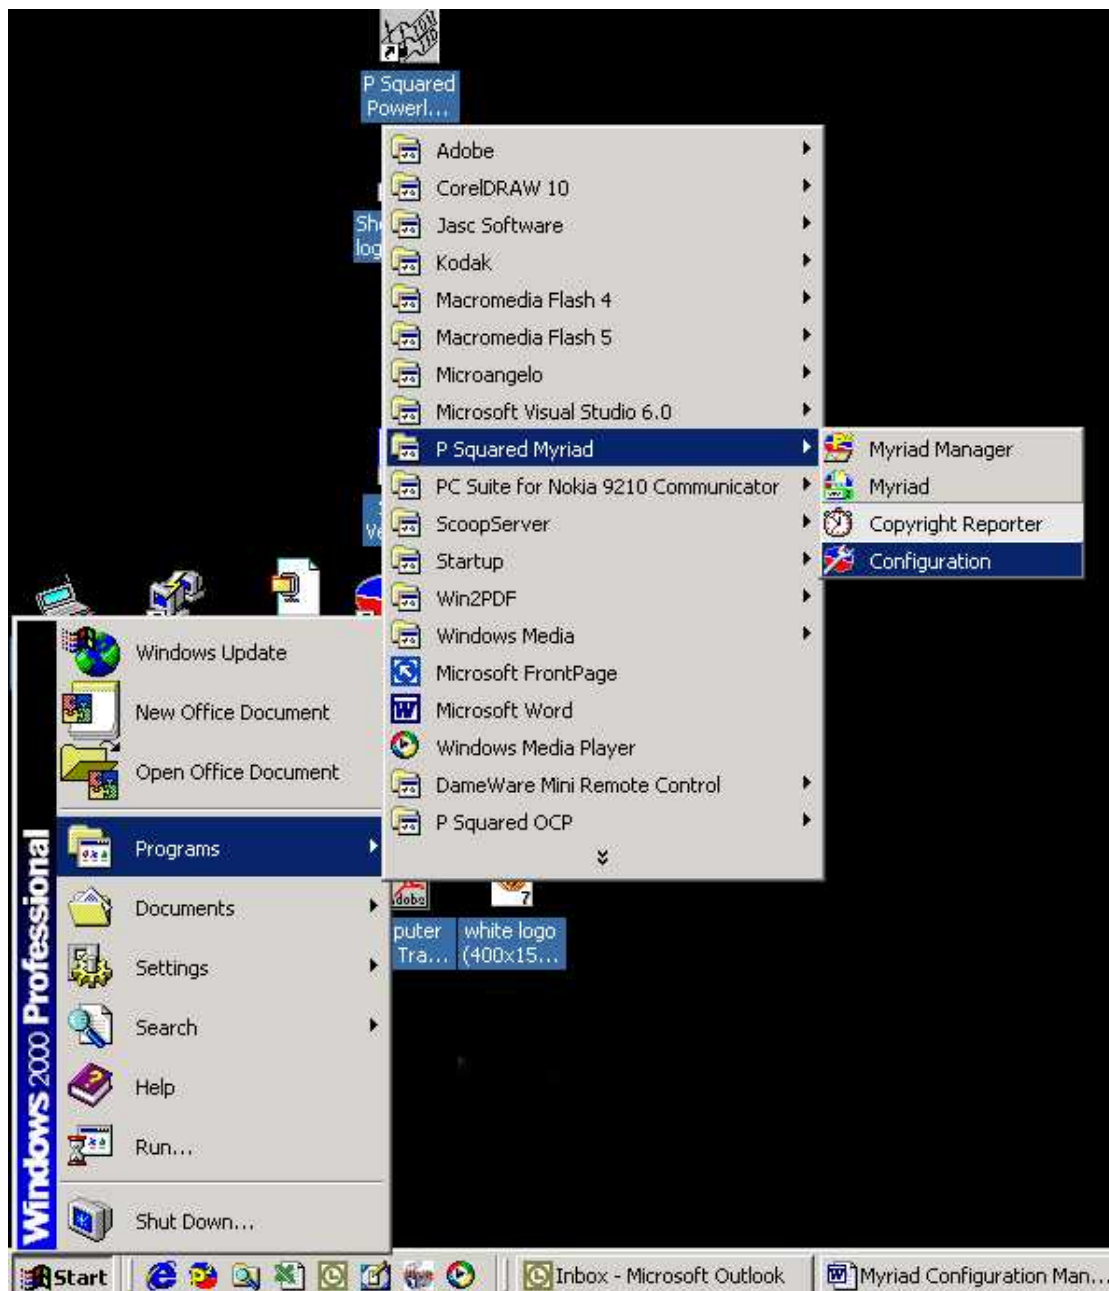 P Squared
Powerl...
Adobe
CorelDRAW 10
Jasc Software
Kodak
Macromedia Flash 4
Macromedia Flash 5
Microangelo
Microsoft Visual Studio 6.0
P Squared Myriad
PC Suite for Nokia 9210 Communicator
ScoopServer
Startup
Win2PDF
Windows Media
Microsoft FrontPage
Microsoft Word
Windows Media Player
DameWare Mini Remote Control
P Squared OCP
Myriad Manager
Myriad
Copyright Reporter
Configuration
Windows Update
New Office Document
Open Office Document
Programs
Documents
Settings
Search
Help
Run...
Shut Down...
Windows 2000 Professional
puter
Tra...
white logo
(400x15...
Start
Inbox - Microsoft Outlook
Myriad Configuration Man...